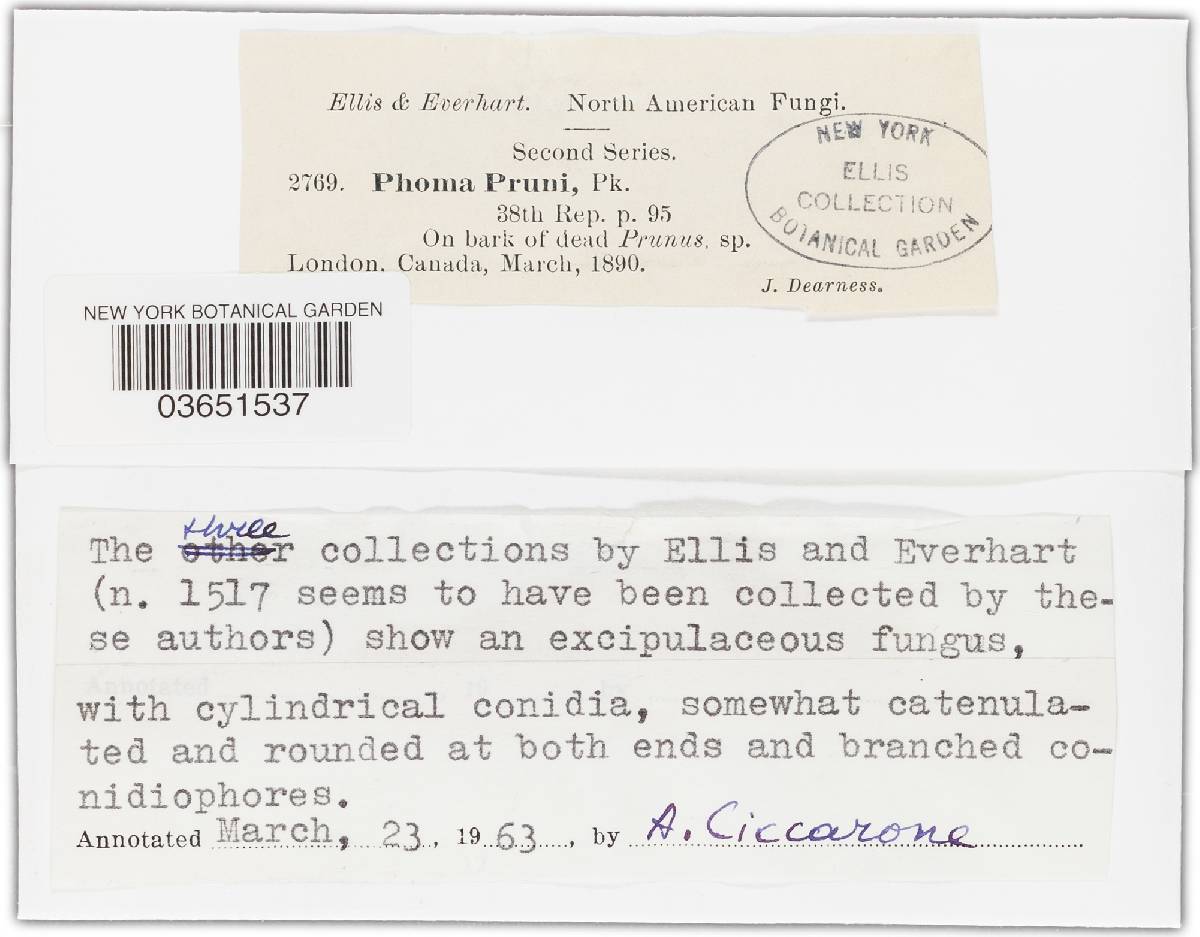 Ellis & Everhart. North American Fungi.
Second Series.
2769. Phoma Pruni, Pk.
38th Rep. p. 95
On bark of dead Prunus, sp.
London, Canada, March, 1890.
J. Dearness.
NEW YORK
ELLIS
COLLECTION
BOTANICAL GARDEN
NEW YORK BOTANICAL GARDEN
03651537
three
The other collections by Ellis and Everhart
(n. 1517 seems to have been collected by the-
se authors) show an excipulaceous fungus,
with cylindrical conidia, somewhat catenula-
ted and rounded at both ends and branched co-
nidiophores.
Annotated March, 23, 1963, by A. Ciccarone